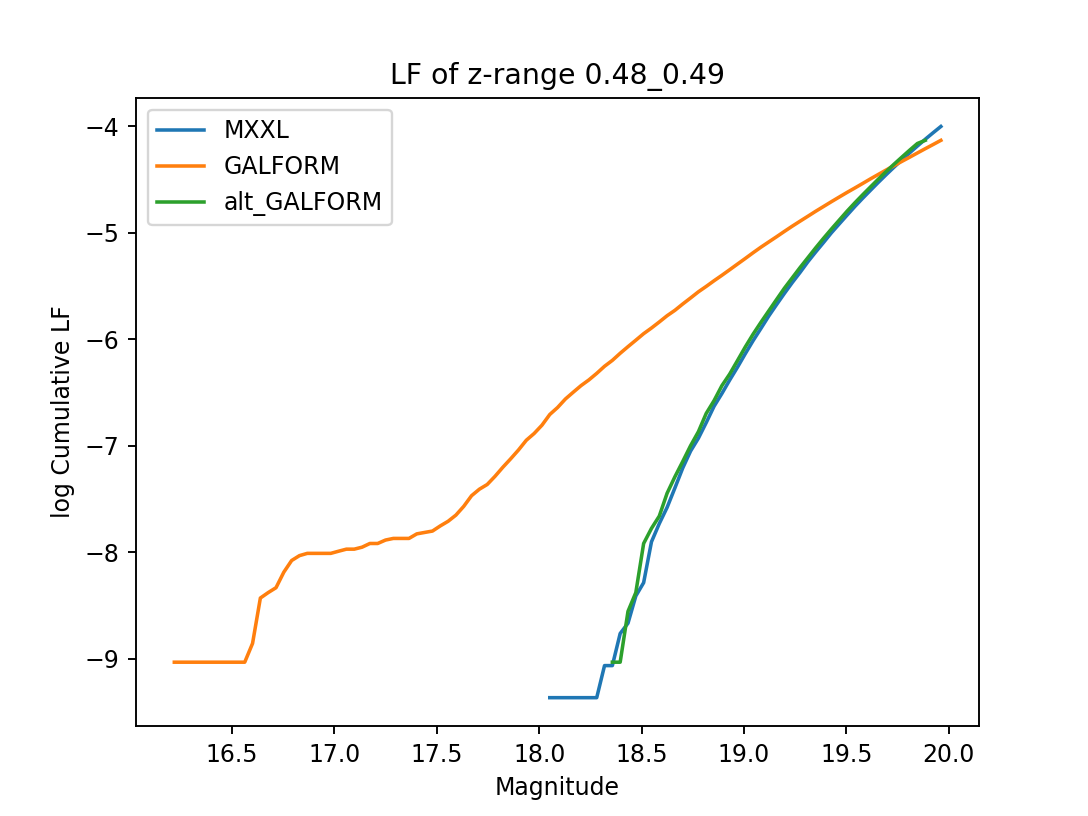 LF of z-range 0.48_0.49
MXXL
GALFORM
alt_GALFORM
log Cumulative LF
−4
−5
−6
−7
−8
−9
16.5 17.0 17.5 18.0 18.5 19.0 19.5 20.0
Magnitude